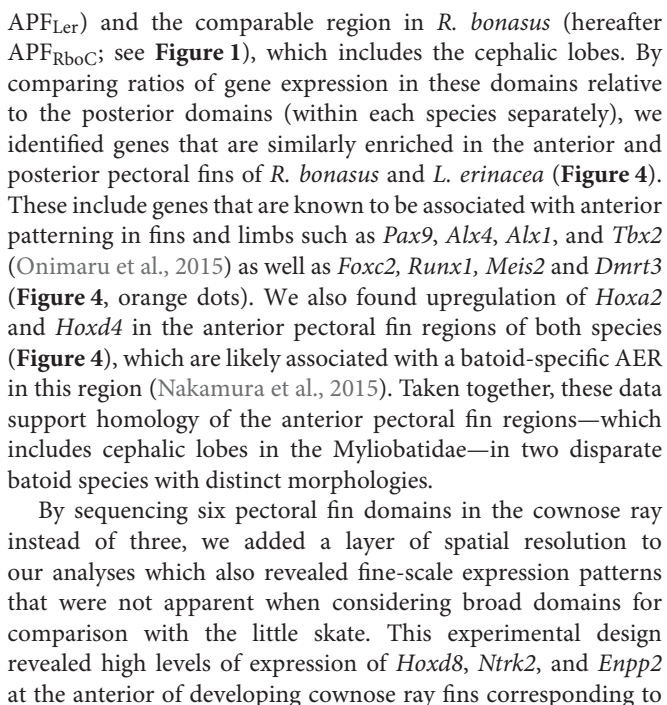 APFLer) and the comparable region in R. bonasus (hereafter
APFRboC; see Figure 1), which includes the cephalic lobes. By
comparing ratios of gene expression in these domains relative
to the posterior domains (within each species separately), we
identified genes that are similarly enriched in the anterior and
posterior pectoral fins of R. bonasus and L. erinacea (Figure 4).
These include genes that are known to be associated with anterior
patterning in fins and limbs such as Pax9, Alx4, Alx1, and Tbx2
(Onimaru et al., 2015) as well as Foxc2, Runx1, Meis2 and Dmrt3
(Figure 4, orange dots). We also found upregulation of Hoxa2
and Hoxd4 in the anterior pectoral fin regions of both species
(Figure 4), which are likely associated with a batoid-specific AER
in this region (Nakamura et al., 2015). Taken together, these data
support homology of the anterior pectoral fin regions—which
includes cephalic lobes in the Myliobatidae—in two disparate
batoid species with distinct morphologies.
By sequencing six pectoral fin domains in the cownose ray
instead of three, we added a layer of spatial resolution to
our analyses which also revealed fine-scale expression patterns
that were not apparent when considering broad domains for
comparison with the little skate. This experimental design
revealed high levels of expression of Hoxd8, Ntrk2, and Enpp2
at the anterior of developing cownose ray fins corresponding to